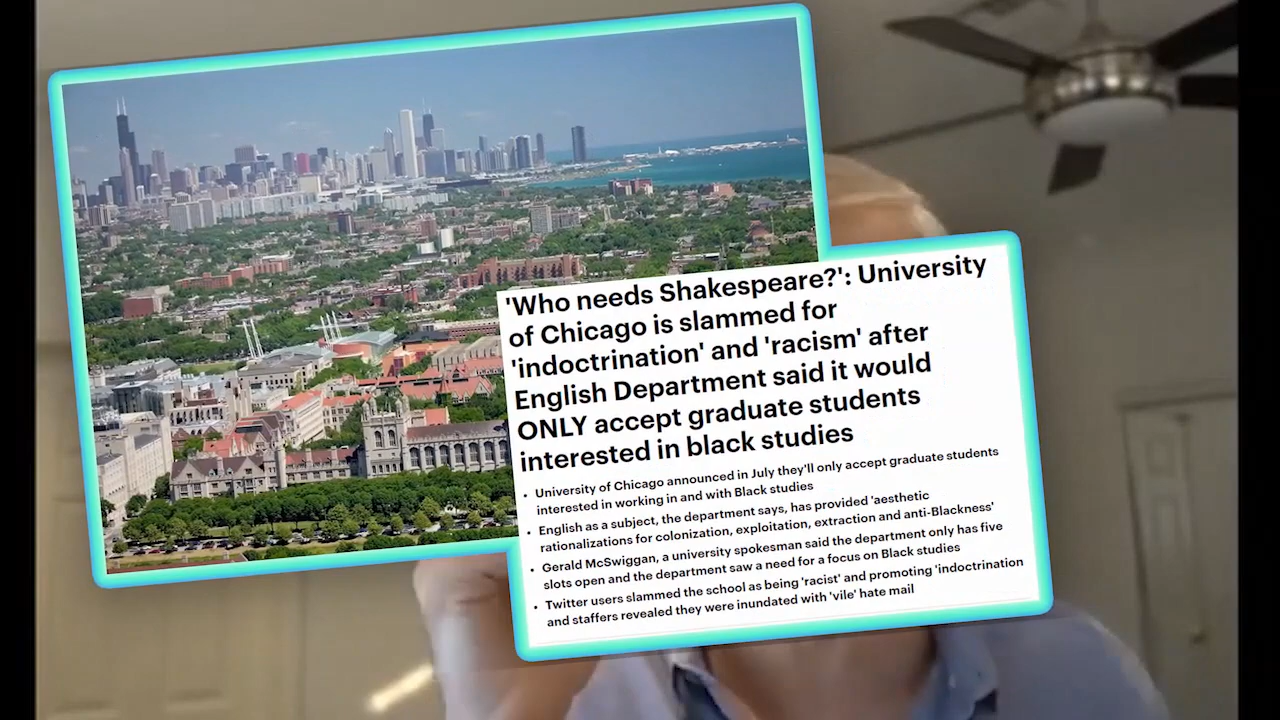 'Who needs Shakespeare?': University
of Chicago is slammed for
'indoctrination' and 'racism' after
English Department said it would
ONLY accept graduate students
interested in black studies
• University of Chicago announced in July they'll only accept graduate students
interested in working in and with Black studies
• English as a subject, the department says, has provided 'aesthetic
rationalizations for colonization, exploitation, extraction and anti-Blackness'
• Gerald McSwiggan, a university spokesman said the department only has five
slots open and the department saw a need for a focus on Black studies
• Twitter users slammed the school as being 'racist' and promoting 'indoctrination
and staffers revealed they were inundated with 'vile' hate mail